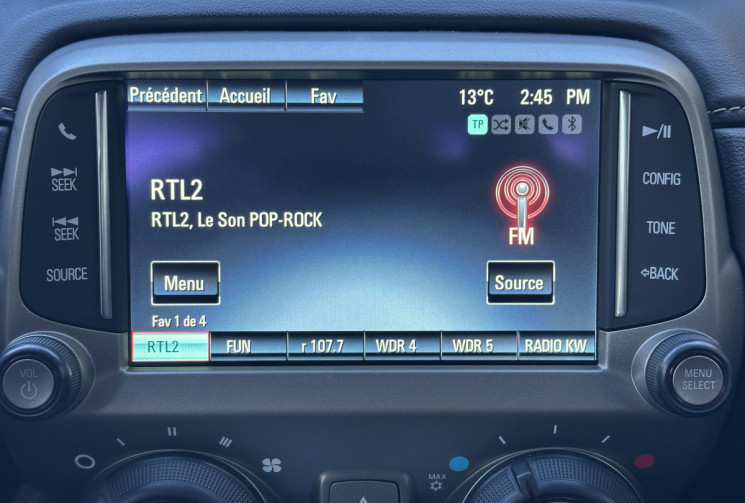 Précédent Accueil Fav 13°C 2:45 PM
TP
SEEK
SEEK
SOURCE
RTL2
RTL2, Le Son POP-ROCK
FM
Menu Source
Fav 1 de 4
RTL2 FUN r 107.7 WDR 4 WDR 5 RADIO KW
CONFIG
TONE
BACK
VOL
MENU
SELECT
MAX